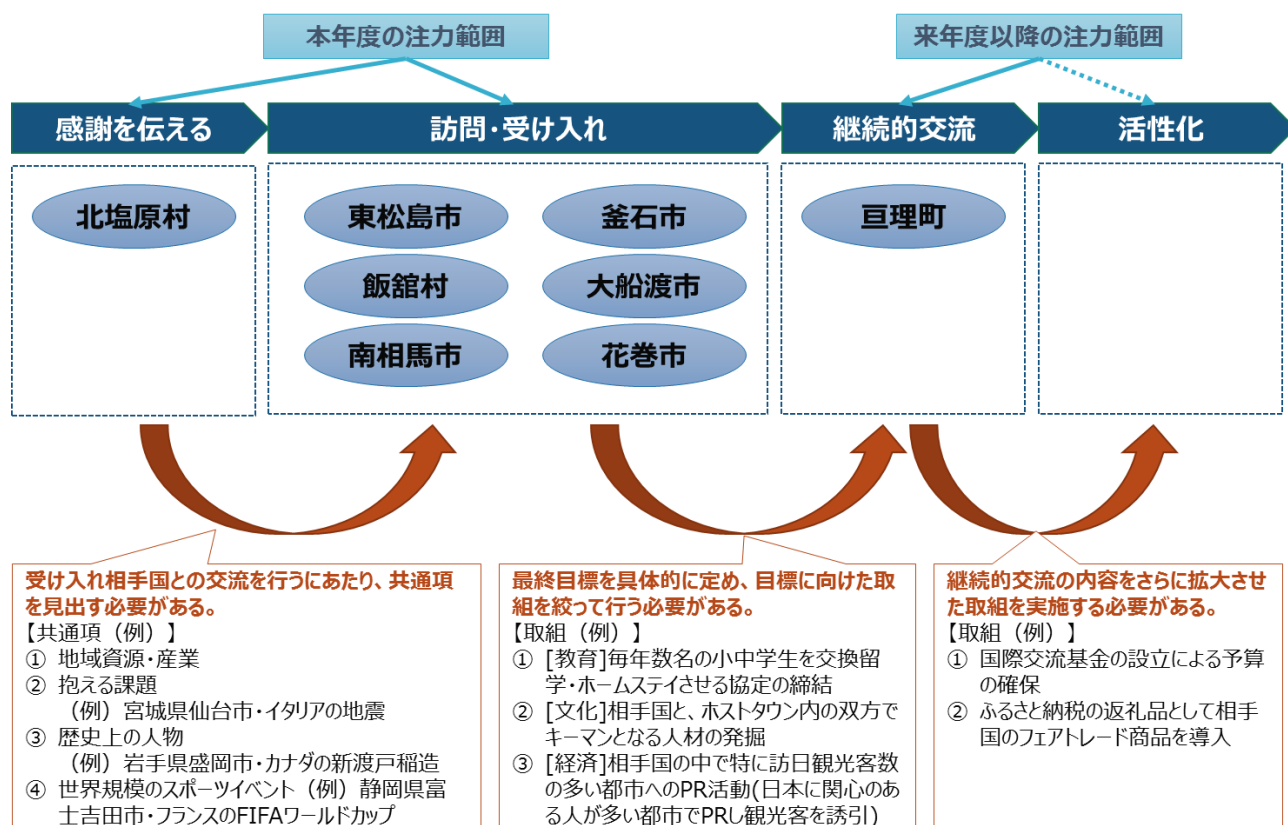 本年度の注力範囲
来年度以降の注力範囲
感謝を伝える
訪問・受け入れ
継続的交流
活性化
北塩原村
東松島市
釜石市
飯舘村
大船渡市
南相馬市
花巻市
亘理町
受け入れ相手国との交流を行うにあたり、共通項
を見出す必要がある。
【共通項（例）】
① 地域資源・産業
② 抱える課題
（例）宮城県仙台市・イタリアの地震
③ 歴史上の人物
（例）岩手県盛岡市・カナダの新渡戸稲造
④ 世界規模のスポーツイベント（例）静岡県富
士吉田市・フランスのFIFAワールドカップ
最終目標を具体的に定め、目標に向けた取
組を絞って行う必要がある。
【取組（例）】
① [教育]毎年数名の小中学生を交換留
学・ホームステイさせる協定の締結
② [文化]相手国と、ホストタウン内の双方で
キーマンとなる人材の発掘
③ [経済]相手国の中で特に訪日観光客数
の多い都市へのPR活動(日本に関心のあ
る人が多い都市でPRし観光客を誘引)
継続的交流の内容をさらに拡大させ
た取組を実施する必要がある。
【取組（例）】
① 国際交流基金の設立による予算
の確保
② ふるさと納税の返礼品として相手
国のフェアトレード商品を導入